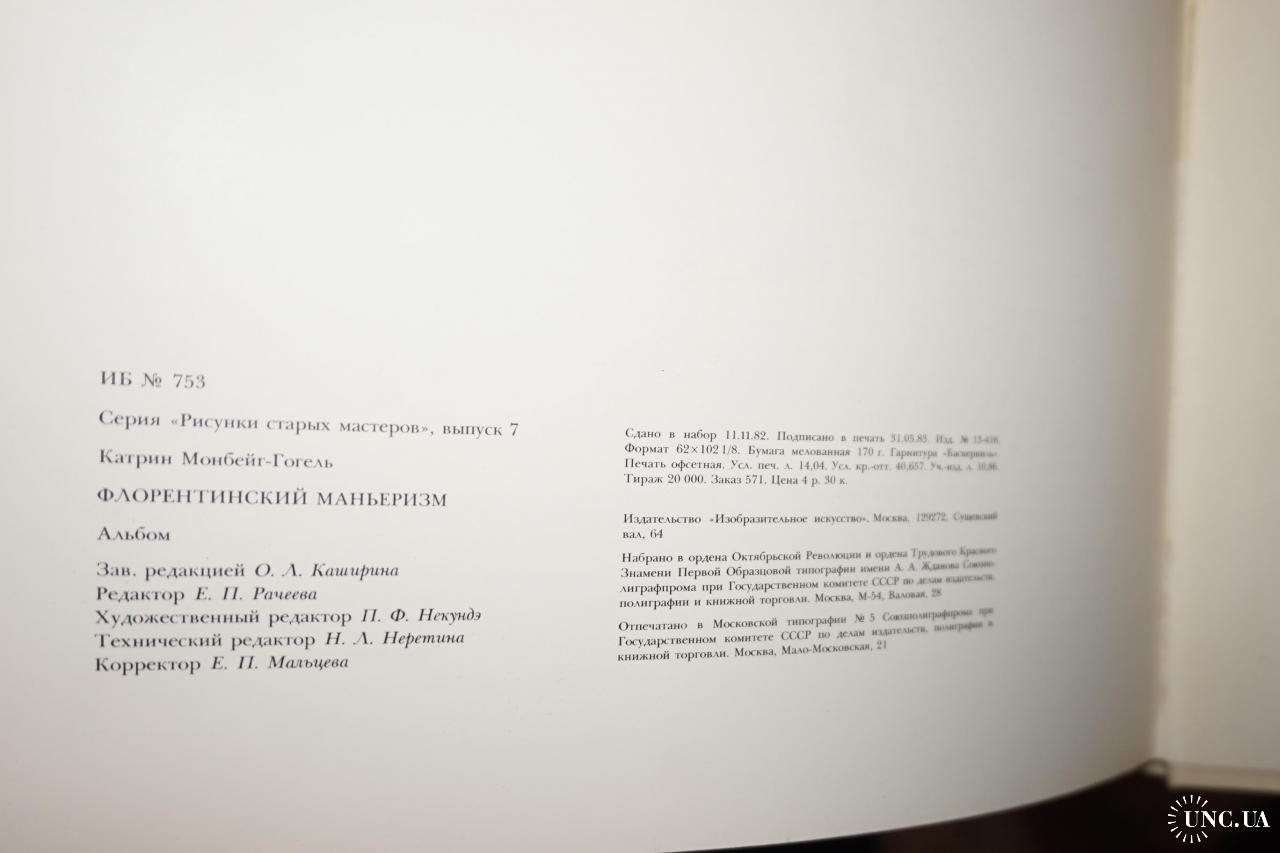 ИБ № 753
Серия «Рисунки старых мастеров», выпуск 7
Катрин Монбейг-Гогель
ФЛОРЕНТИНСКИЙ МАНЬЕРИЗМ
Альбом
Зав. редакцией О. Л. Каширина
Редактор Е. П. Рачеева
Художественный редактор П. Ф. Некундэ
Технический редактор Н. Л. Неретина
Корректор Е. П. Мальцева
Сдано в набор 11.11.82. Подписано в печать 31.05.83. Изд. № 13-416.
Формат 62×102 1/8. Бумага мелованная 170 г. Гарнитура «Баскервиль».
Печать офсетная. Усл. печ. л. 14,04. Усл. кр.-отт. 40,657. Уч.-изд. л. 10,86.
Тираж 20 000. Заказ 571. Цена 4 р. 30 к.
Издательство «Изобразительное искусство». Москва, 129272, Сущевский
вал, 64
Набрано в ордена Октябрьской Революции и ордена Трудового Красного
Знамени Первой Образцовой типографии имени А. А. Жданова Союзпо-
лиграфпрома при Государственном комитете СССР по делам издательств,
полиграфии и книжной торговли. Москва, М-54, Валовая, 28
Отпечатано в Московской типографии № 5 Союзполиграфпрома при
Государственном комитете СССР по делам издательств, полиграфии и
книжной торговли. Москва, Мало-Московская, 21
UNC.UA